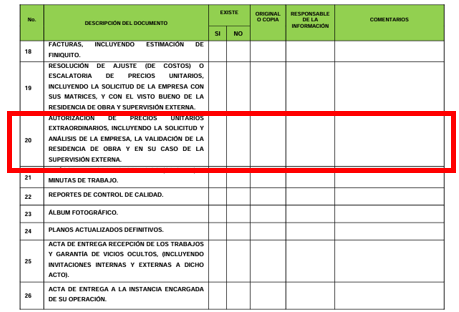 No. DESCRIPCIÓN DEL DOCUMENTO EXISTE ORIGINAL O COPIA RESPONSABLE DE LA INFORMACIÓN COMENTARIOS
SI NO
18 FACTURAS, INCLUYENDO ESTIMACIÓN DE
FINIQUITO.
RESOLUCIÓN DE AJUSTE (DE COSTOS) O
ESCALATORIA DE PRECIOS UNITARIOS,
19 INCLUYENDO LA SOLICITUD DE LA EMPRESA CON
SUS MATRICES, Y CON EL VISTO BUENO DE LA
RESIDENCIA DE OBRA Y SUPERVISIÓN EXTERNA.
AUTORIZACIÓN DE PRECIOS UNITARIOS
EXTRAORDINARIOS, INCLUYENDO LA SOLICITUD Y
20 ANÁLISIS DE LA EMPRESA, LA VALIDACIÓN DE LA
RESIDENCIA DE OBRA Y EN SU CASO DE LA
SUPERVISIÓN EXTERNA.
21 MINUTAS DE TRABAJO.
22 REPORTES DE CONTROL DE CALIDAD.
23 ÁLBUM FOTOGRÁFICO.
24 PLANOS ACTUALIZADOS DEFINITIVOS.
ACTA DE ENTREGA RECEPCIÓN DE LOS TRABAJOS
25 Y GARANTÍA DE VICIOS OCULTOS, (INCLUYENDO
INVITACIONES INTERNAS Y EXTERNAS A DICHO
ACTO).
26 ACTA DE ENTREGA A LA INSTANCIA ENCARGADA
DE SU OPERACIÓN.